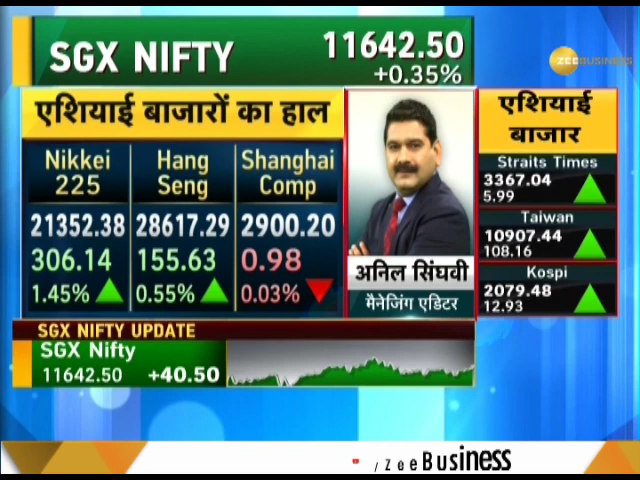 SGX NIFTY
11642.50
+0.35%
ZEEBUSINESS
एशियाई बाजारों का हाल
Nikkei
225
21352.38
306.14
1.45%
Hang
Seng
28617.29
155.63
0.55%
Shanghai
Comp
2900.20
0.98
0.03%
अनिल सिंघवी
मैनेजिंग एडिटर
एशियाई
बाजार
Straits Times
3367.04
5.99
Taiwan
10907.44
108.16
Kospi
2079.48
12.93
SGX NIFTY UPDATE
SGX Nifty
11642.50 +40.50
/ZeeBusiness